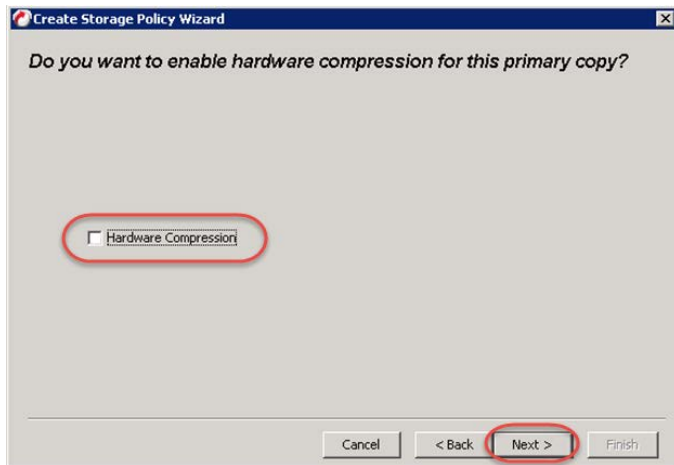 Create Storage Policy Wizard
Do you want to enable hardware compression for this primary copy?
Hardware Compression
Cancel
< Back
Next >
Finish